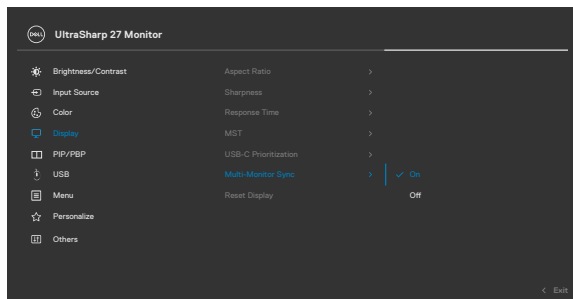 DELL UltraSharp 27 Monitor
Brightness/Contrast Aspect Ratio >
Input Source Sharpness >
Color Response Time >
Display MST >
PIP/PBP USB-C Prioritization >
USB Multi-Monitor Sync > ✓ On
Menu Reset Display Off
Personalize
Others
< Exit